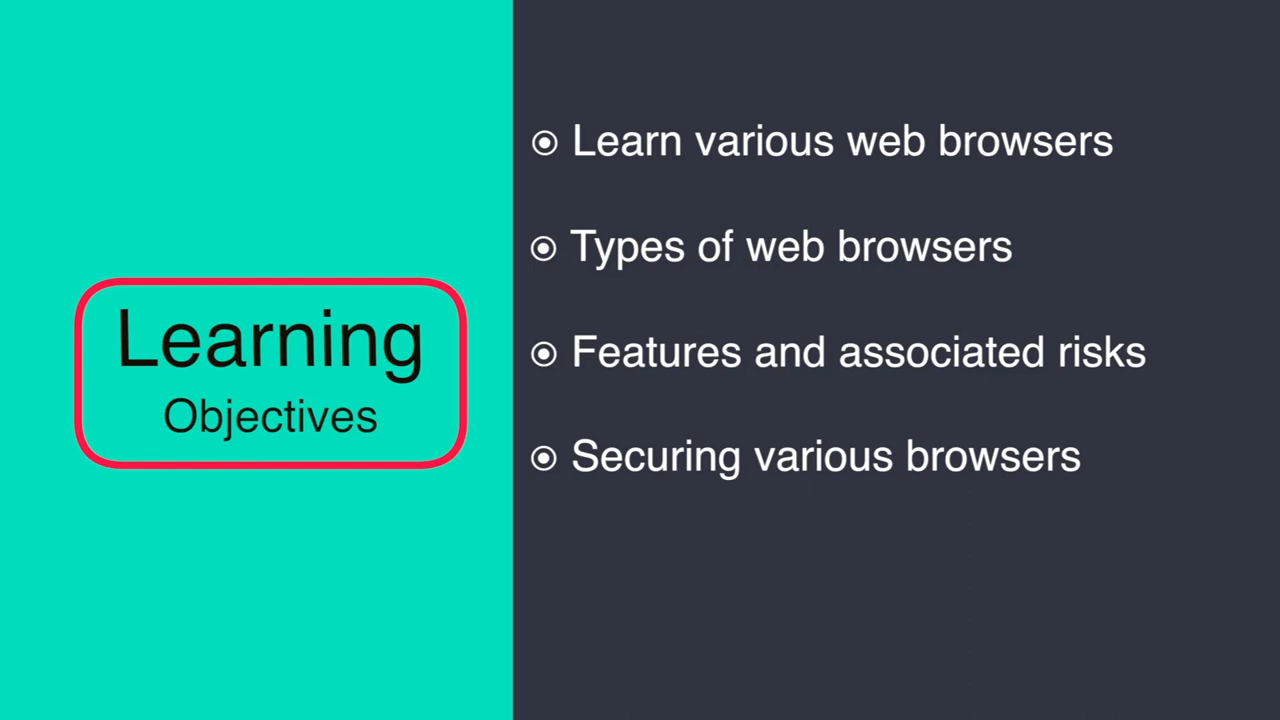 Learning
Objectives
Learn various web browsers
Types of web browsers
Features and associated risks
Securing various browsers